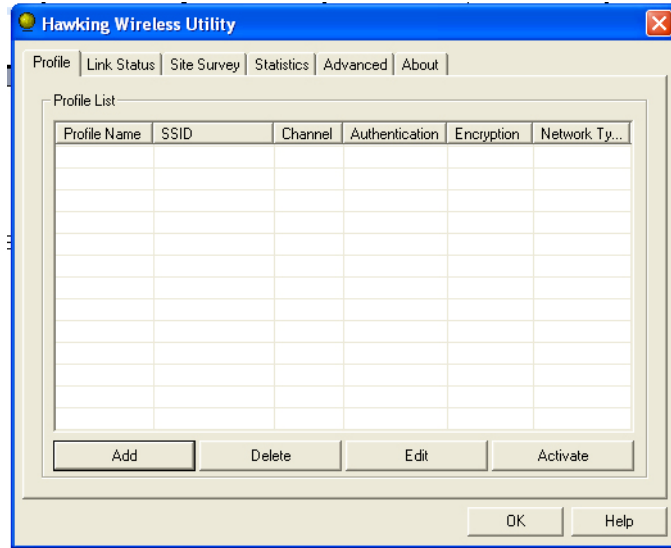 Hawking Wireless Utility
Profile Link Status Site Survey Statistics Advanced About
Profile List
Profile Name SSID Channel Authentication Encryption Network Ty...
Add Delete Edit Activate
OK Help